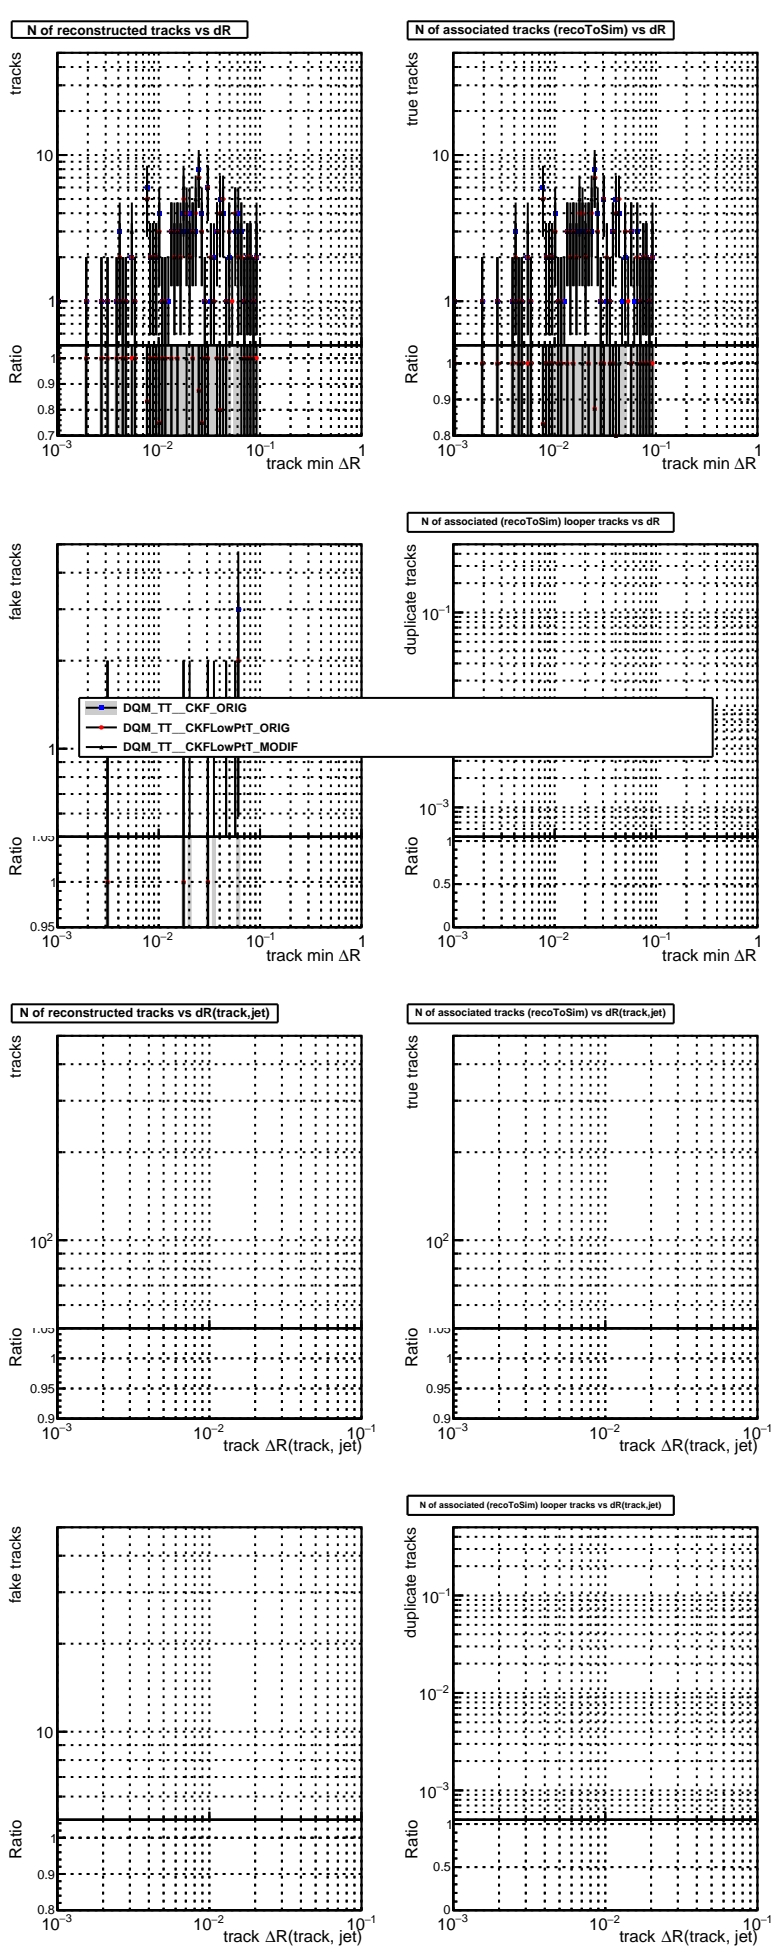 N of reconstructed tracks vs dR
tracks
10
1
Ratio
1
0.9
0.8
0.7
10−3 10−2 10−1 1
track min ΔR
N of associated tracks (recoToSim) vs dR
true tracks
10
1
Ratio
1
0.9
0.8
10−3 10−2 10−1 1
track min ΔR
fake tracks
1
Ratio
1.05
1
0.95
10−3 10−2 10−1 1
track min ΔR
N of associated (recoToSim) looper tracks vs dR
duplicate tracks
10−1
10−3
Ratio
1
0.5
0
10−3 10−2 10−1 1
track min ΔR
DQM_TT__CKF_ORIG
DQM_TT__CKFLowPtT_ORIG
DQM_TT__CKFLowPtT_MODIF
N of reconstructed tracks vs dR(track,jet)
tracks
102
Ratio
1.05
1
0.95
0.9
10−3 10−2 10−1
track ΔR(track, jet)
N of associated tracks (recoToSim) vs dR(track,jet)
true tracks
102
Ratio
1.05
1
0.95
0.9
10−3 10−2 10−1
track ΔR(track, jet)
fake tracks
10
Ratio
1
0.9
0.8
10−3 10−2 10−1
track ΔR(track, jet)
N of associated (recoToSim) looper tracks vs dR(track,jet)
duplicate tracks
10−1
10−2
10−3
Ratio
1
0.5
0
10−3 10−2 10−1
track ΔR(track, jet)